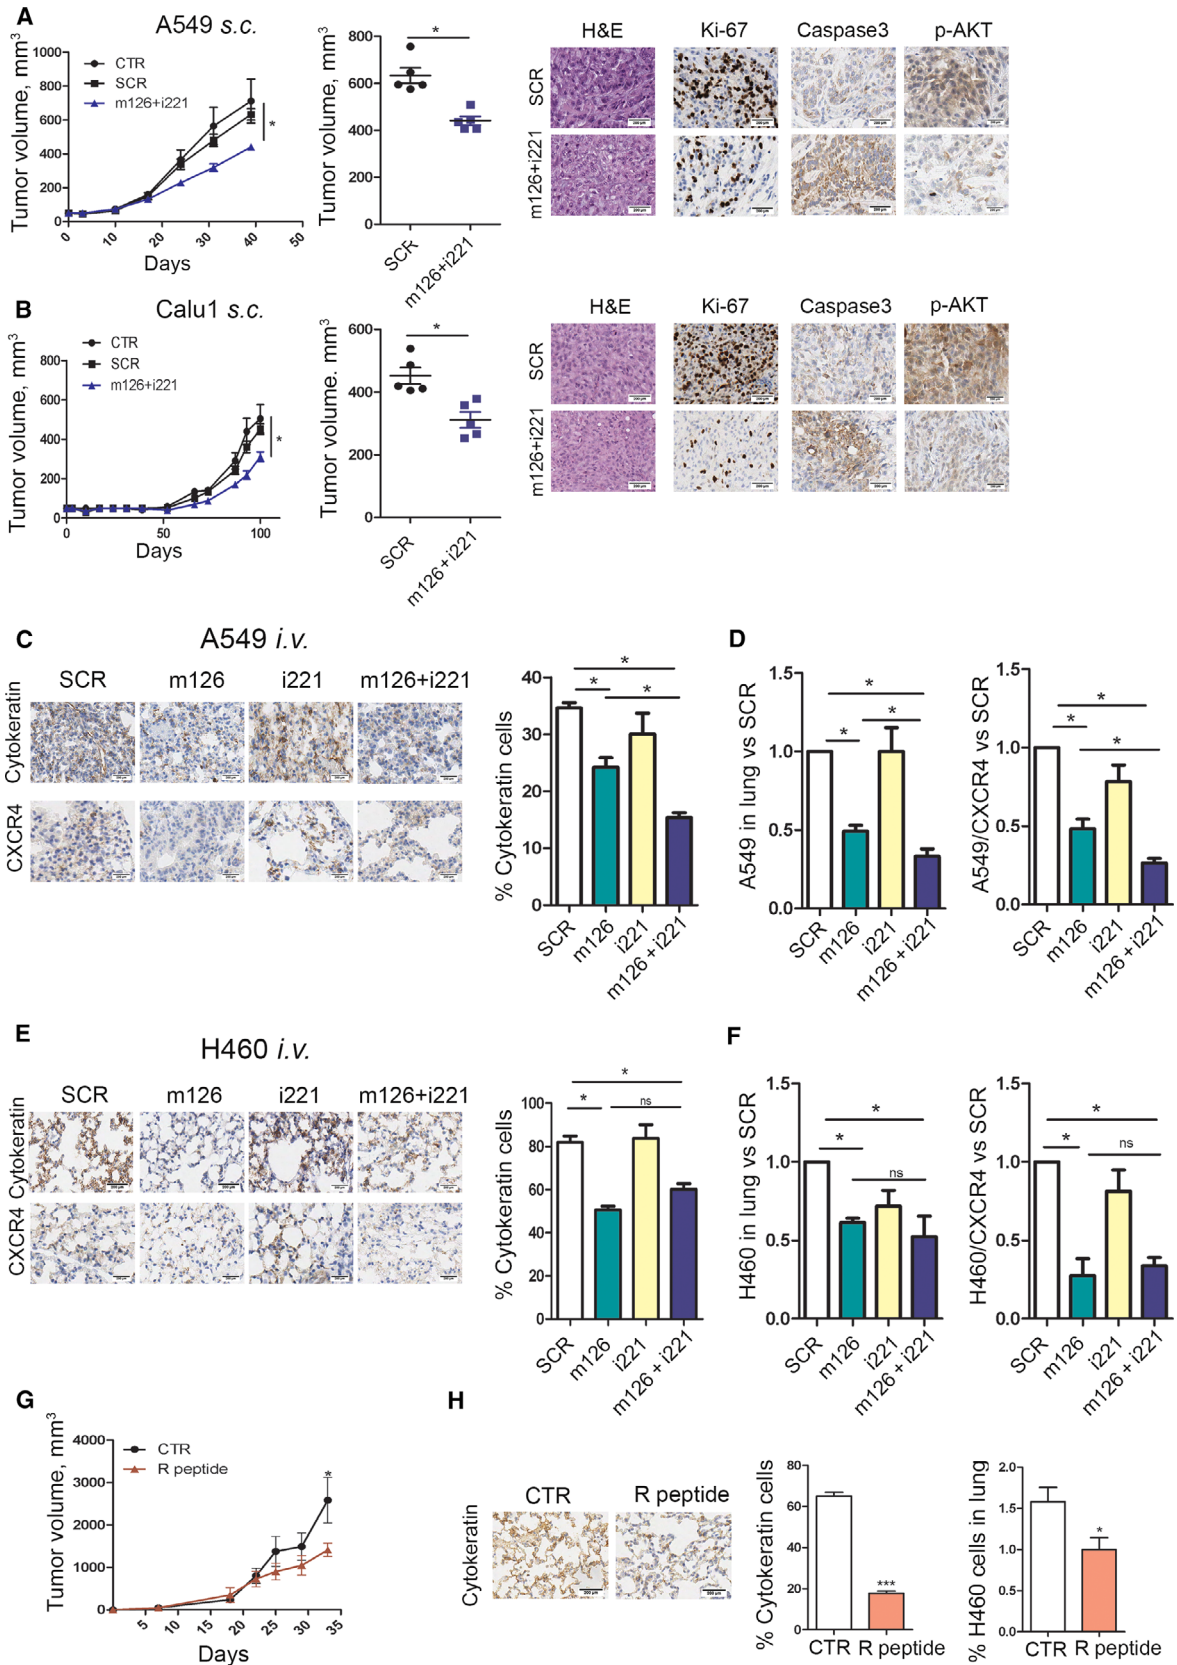 A
A549 s.c.
Tumor volume, mm3
1000
800
600
400
200
0
CTR
SCR
m126+i221
*
0
10
20
30
40
50
Days
Tumor volume, mm3
800
600
400
200
0
*
SCR
m126+i221
H&E
Ki-67
Caspase3
p-AKT
SCR
m126+i221
B
Calu1 s.c.
Tumor volume, mm3
800
600
400
200
0
CTR
SCR
m126+i221
*
0
50
100
Days
Tumor volume. mm3
600
400
200
0
*
SCR
m126+i221
H&E
Ki-67
Caspase3
p-AKT
SCR
m126+i221
C
A549 i.v.
SCR
m126
i221
m126+i221
Cytokeratin
CXCR4
% Cytokeratin cells
40
30
20
10
0
*
*
*
SCR
m126
i221
m126+i221
D
A549 in lung vs SCR
1.5
1.0
0.5
0.0
*
*
*
SCR
m126
i221
m126+i221
A549/CXCR4 vs SCR
1.5
1.0
0.5
0.0
*
*
*
SCR
m126
i221
m126+i221
E
H460 i.v.
SCR
m126
i221
m126+i221
Cytokeratin
CXCR4
% Cytokeratin cells
100
80
60
40
20
0
*
*
ns
SCR
m126
i221
m126+i221
F
H460 in lung vs SCR
1.5
1.0
0.5
0.0
*
*
ns
SCR
m126
i221
m126+i221
H460/CXCR4 vs SCR
1.5
1.0
0.5
0.0
*
*
ns
SCR
m126
i221
m126+i221
G
Tumor volume, mm3
4000
3000
2000
1000
0
CTR
R peptide
*
5
10
15
20
25
30
35
Days
H
CTR
R peptide
Cytokeratin
% Cytokeratin cells
80
60
40
20
0
***
CTR
R peptide
% H460 cells in lung
2.0
1.5
1.0
0.5
0.0
*
CTR
R peptide